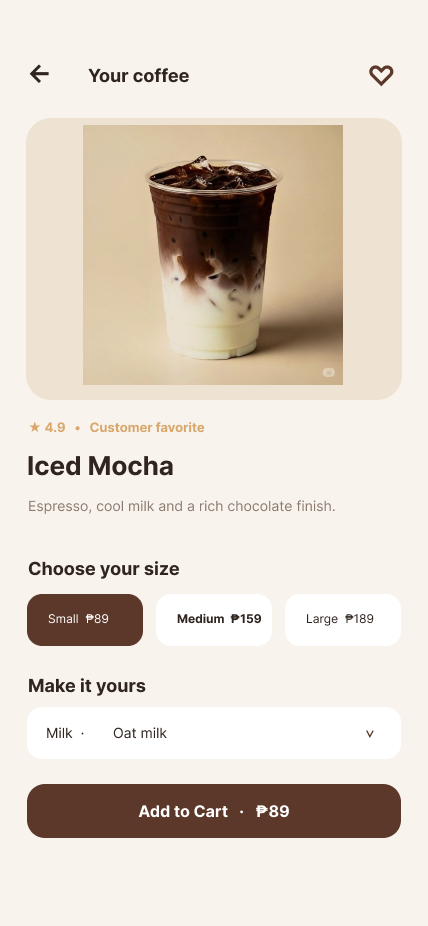 Your coffee
★ 4.9 • Customer favorite
Iced Mocha
Espresso, cool milk and a rich chocolate finish.
Choose your size
Small ₱89 Medium ₱159 Large ₱189
Make it yours
Milk · Oat milk
Add to Cart · ₱89